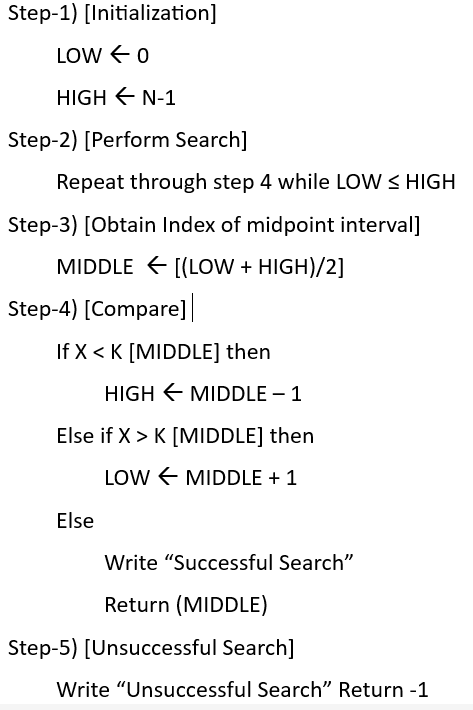 Step-1) [Initialization]
LOW ← 0
HIGH ← N-1
Step-2) [Perform Search]
Repeat through step 4 while LOW ≤ HIGH
Step-3) [Obtain Index of midpoint interval]
MIDDLE ← [(LOW + HIGH)/2]
Step-4) [Compare]
If X < K [MIDDLE] then
HIGH ← MIDDLE – 1
Else if X > K [MIDDLE] then
LOW ← MIDDLE + 1
Else
Write “Successful Search”
Return (MIDDLE)
Step-5) [Unsuccessful Search]
Write “Unsuccessful Search” Return -1